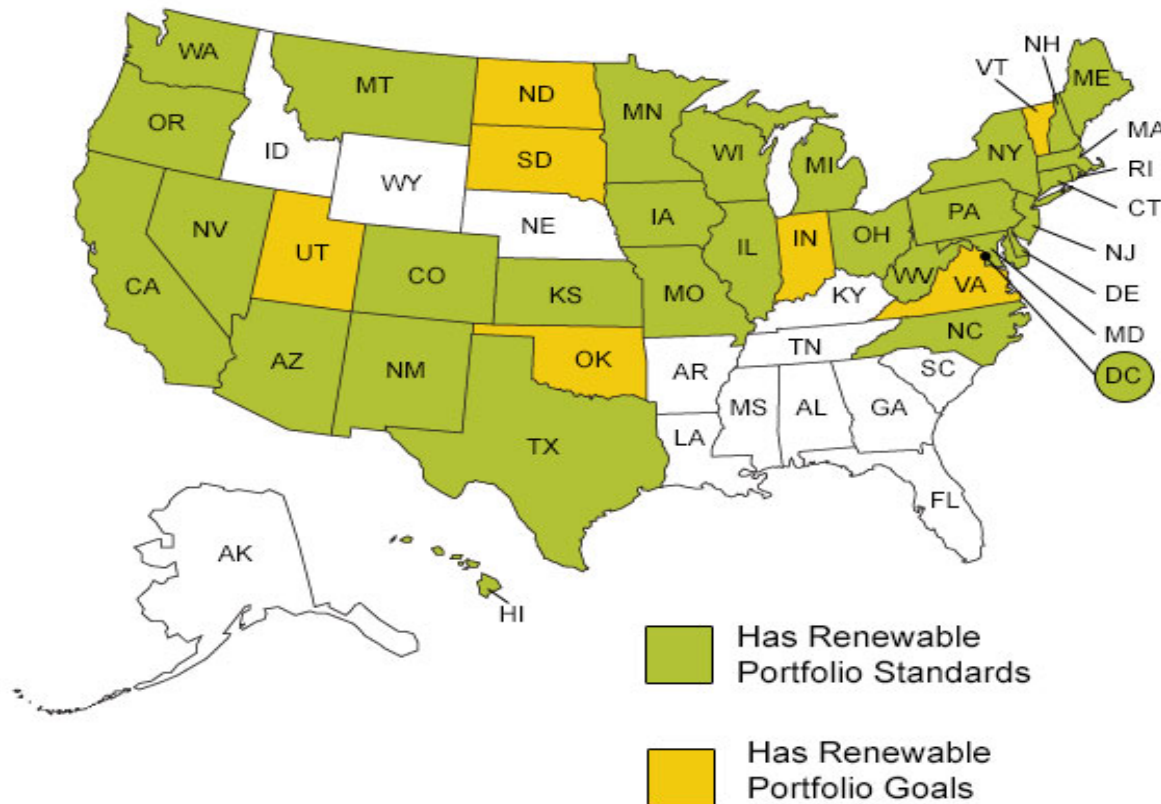 NH
WA
VT
ME
MT
ND
MN
OR
MA
ID
SD
WI
NY
MI
RI
WY
CT
IA
PA
NE
NV
IN
OH
NJ
UT
IL
CO
WV
CA
VA
DE
KS
MO
KY
MD
NC
TN
AZ
OK
NM
AR
SC
DC
MS
AL
GA
LA
TX
FL
AK
HI
Has Renewable
Portfolio Standards
Has Renewable
Portfolio Goals